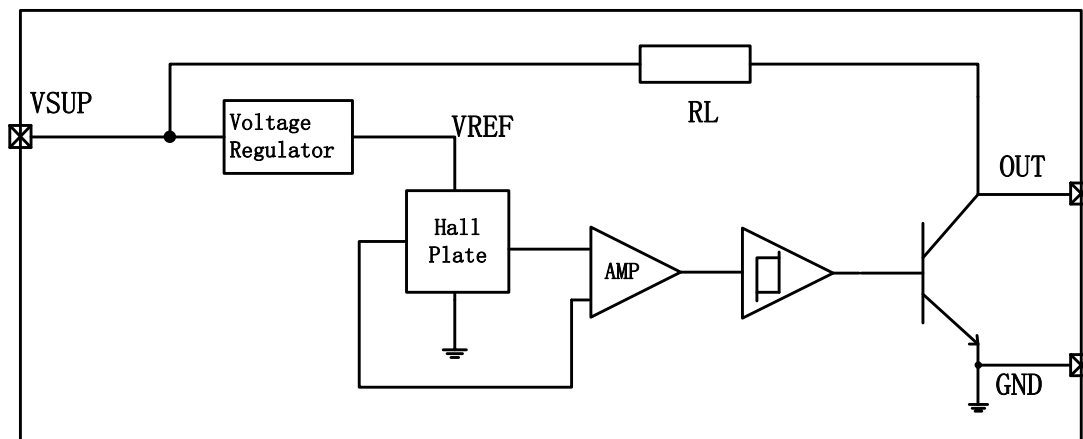 VSUP
Voltage
Regulator
VREF
RL
OUT
Hall
Plate
AMP
GND